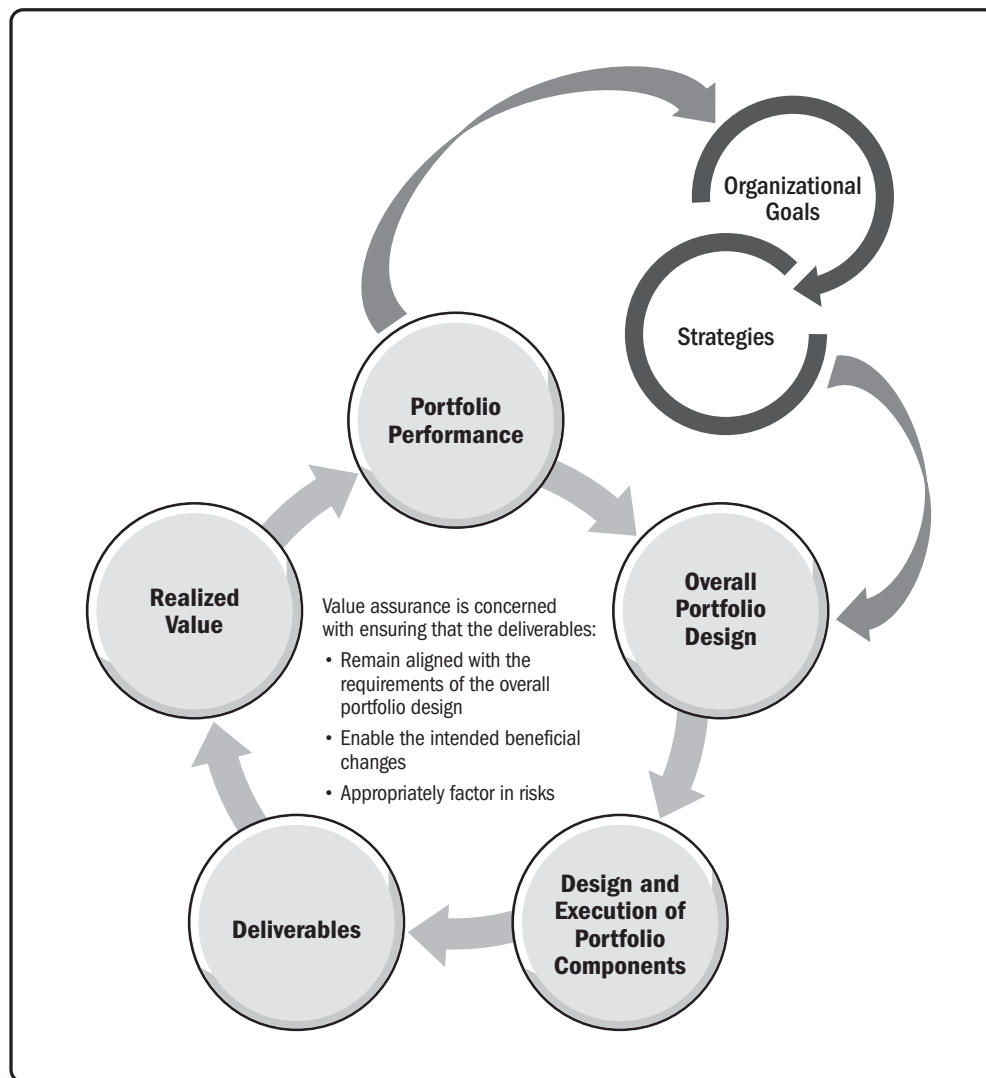 Organizational
Goals
Strategies
Portfolio
Performance
Overall
Portfolio
Design
Realized
Value
Value assurance is concerned
with ensuring that the deliverables:
• Remain aligned with the
requirements of the overall
portfolio design
• Enable the intended beneficial
changes
• Appropriately factor in risks
Design and
Execution of
Portfolio
Components
Deliverables